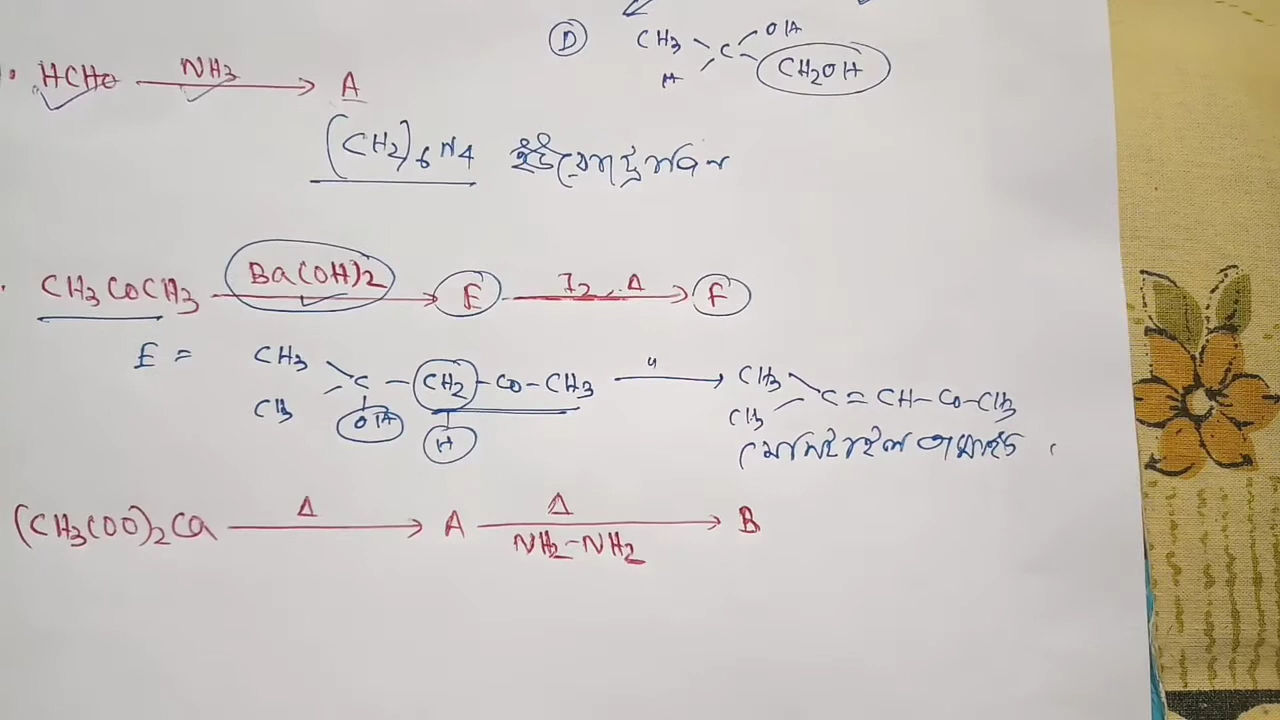 D CH3 C OH
H CH2OH
HCHO NH3 A
(CH2)6N4
CH3COCH3 Ba(OH)2 E I2, Δ F
E = CH3 C - CH2 - CO - CH3 CH3 C = CH - CO - CH3
CH3 OH H CH3
মেসিটাইল অক্সাইড
(CH3COO)2Ca Δ A Δ B
NH2-NH2